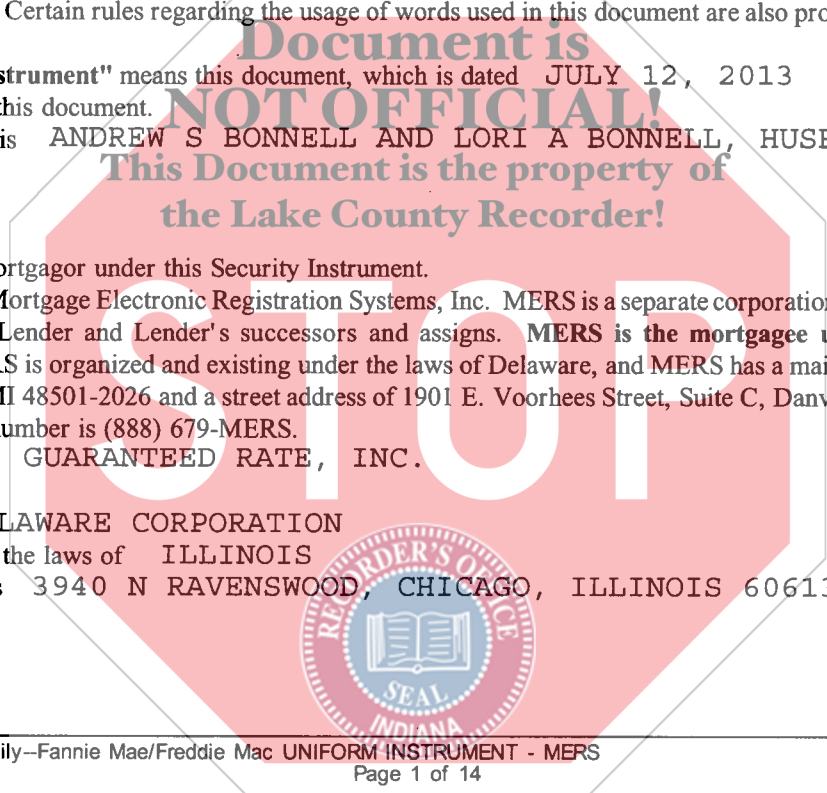 Certain rules regarding the usage of words used in this document are also pro
Document is
strument" means this document, which is dated JULY 12, 2013
this document.
NOT OFFICIAL!
is ANDREW S BONNELL AND LORI A BONNELL, HUSB
This Document is the property of
the Lake County Recorder!
ortgagor under this Security Instrument.
Mortgage Electronic Registration Systems, Inc. MERS is a separate corporation
Lender and Lender's successors and assigns. MERS is the mortgagee u
S is organized and existing under the laws of Delaware, and MERS has a mai
MI 48501-2026 and a street address of 1901 E. Voorhees Street, Suite C, Danv
umber is (888) 679-MERS.
STOP
GUARANTEED RATE, INC.
LAWARE CORPORATION
the laws of ILLINOIS
3940 N RAVENSWOOD, CHICAGO, ILLINOIS 60613
RECORDER'S OFFICE
SEAL
INDIANA
ily--Fannie Mae/Freddie Mac UNIFORM INSTRUMENT - MERS
Page 1 of 14